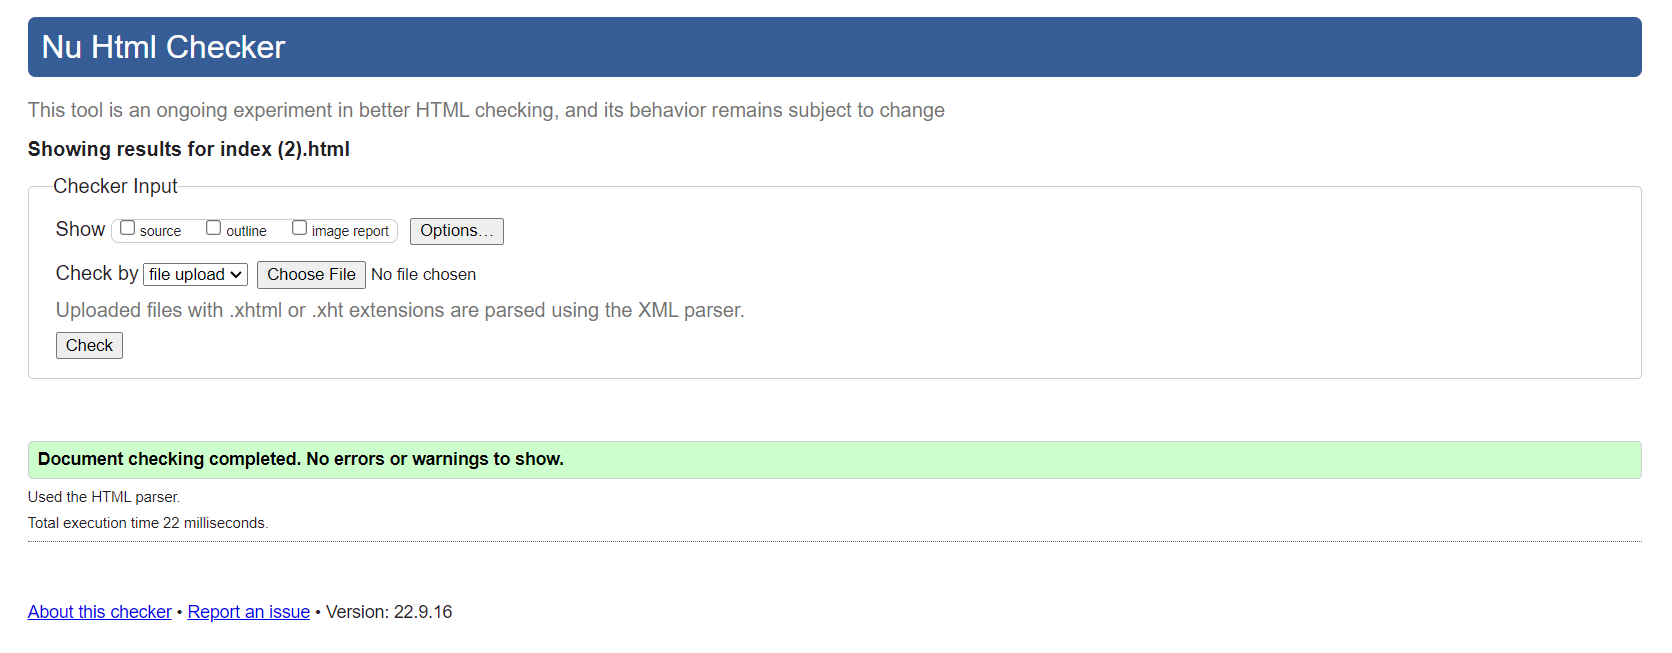 Nu Html Checker
This tool is an ongoing experiment in better HTML checking, and its behavior remains subject to change
Showing results for index (2).html
Checker Input
Show source outline image report Options…
Check by file upload Choose File No file chosen
Uploaded files with .xhtml or .xht extensions are parsed using the XML parser.
Check
Document checking completed. No errors or warnings to show.
Used the HTML parser.
Total execution time 22 milliseconds.
About this checker • Report an issue • Version: 22.9.16